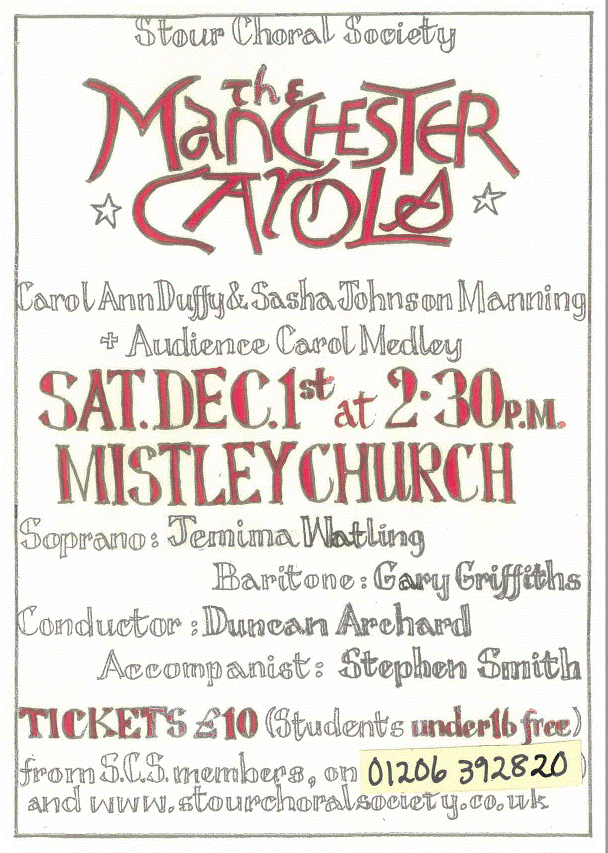 Stour Choral Society
the
Manchester
Carols
Carol Ann Duffy & Sasha Johnson Manning
+ Audience Carol Medley
SAT. DEC. 1st at 2·30 P.M.
MISTLEY CHURCH
Soprano: Jemima Watling
Baritone: Gary Griffiths
Conductor: Duncan Archard
Accompanist: Stephen Smith
TICKETS £10 (Students under 16 free)
from S.C.S. members, on 01206 392820 )
and www.stourchoralsociety.co.uk